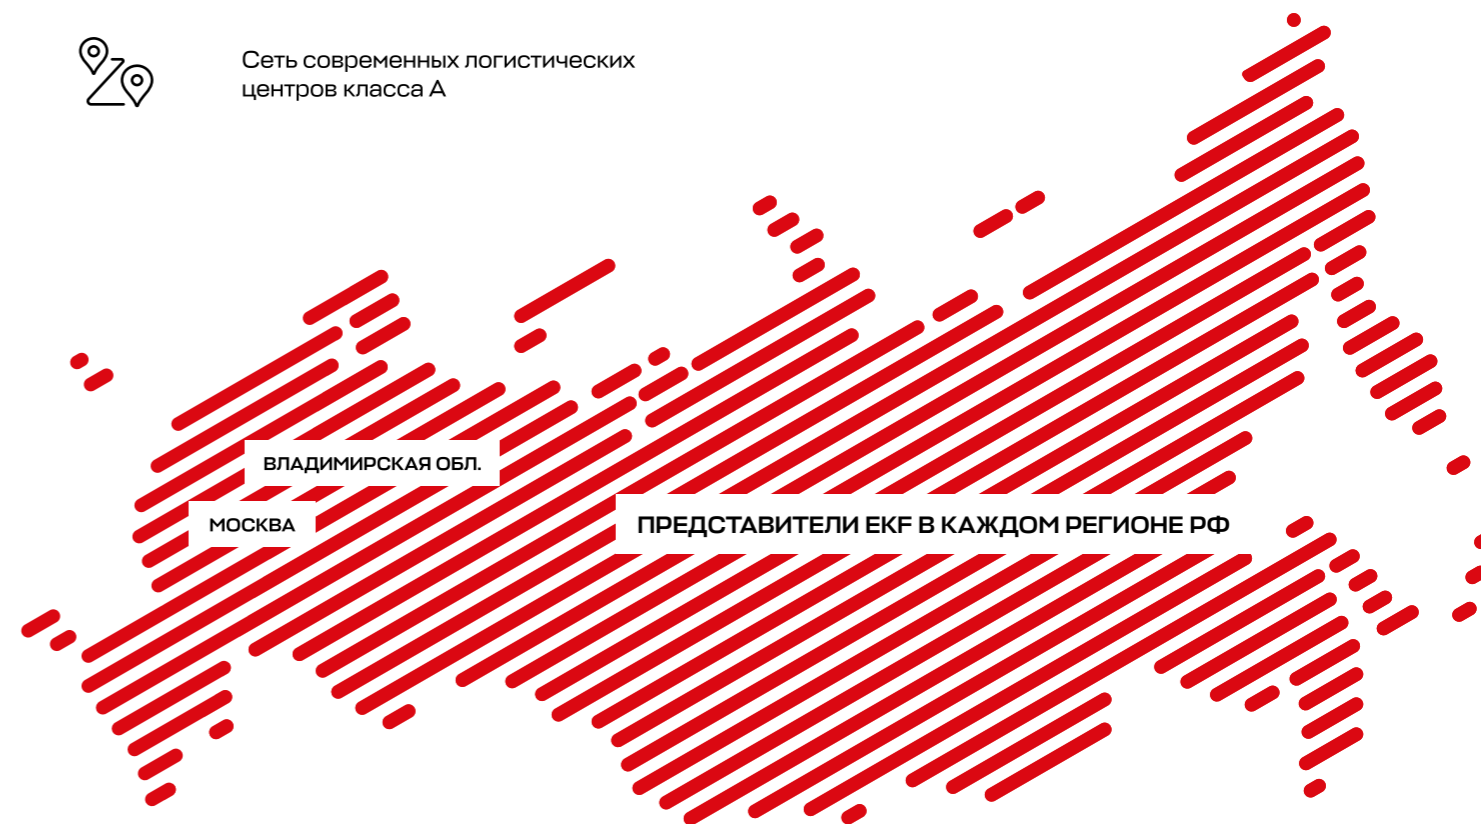 Сеть современных логистических
центров класса А
ВЛАДИМИРСКАЯ ОБЛ.
МОСКВА
ПРЕДСТАВИТЕЛИ EKF В КАЖДОМ РЕГИОНЕ РФ